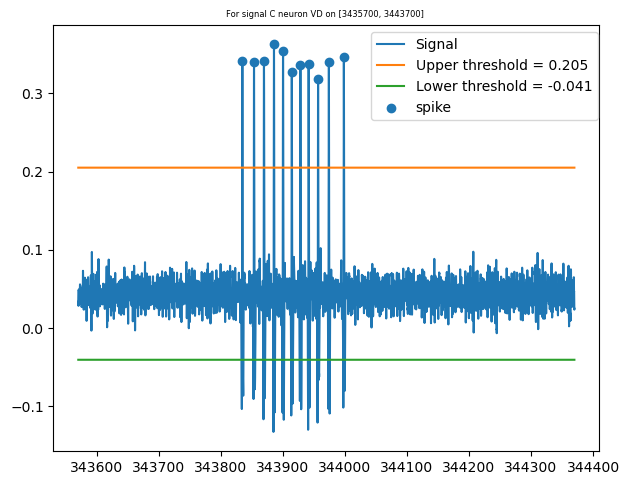 For signal C neuron VD on [3435700, 3443700]
Signal
Upper threshold = 0.205
Lower threshold = -0.041
spike
0.3
0.2
0.1
0.0
−0.1
343600 343700 343800 343900 344000 344100 344200 344300 344400